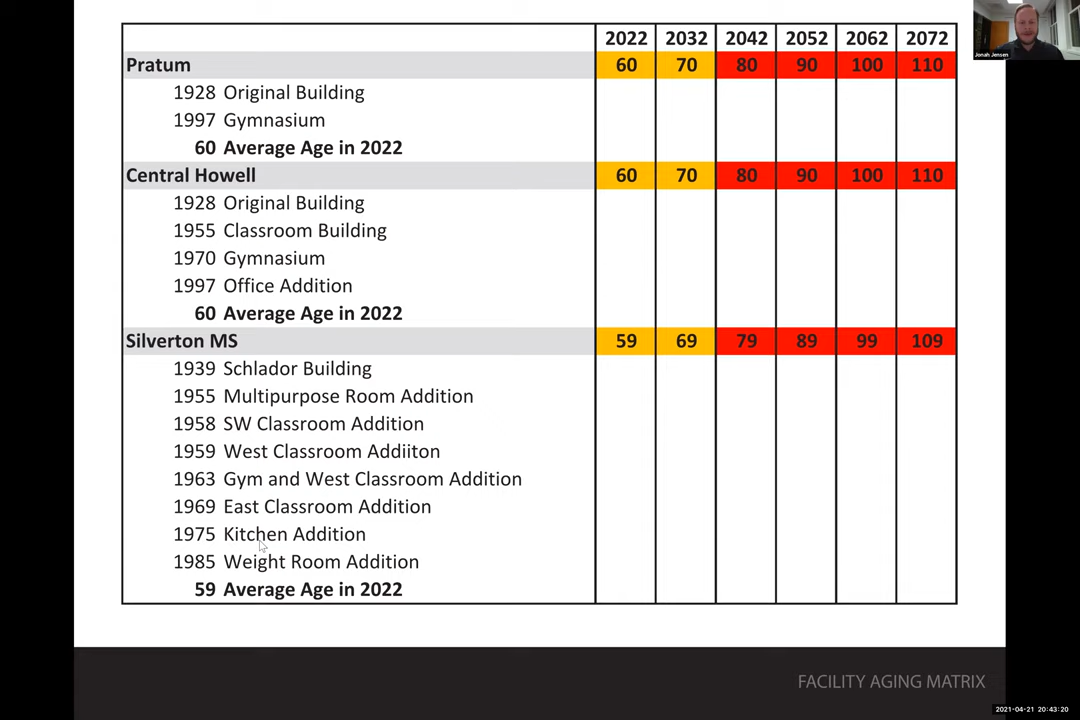 2022 2032 2042 2052 2062 2072
Pratum 60 70 80 90 100 110
1928 Original Building
1997 Gymnasium
60 Average Age in 2022
Central Howell 60 70 80 90 100 110
1928 Original Building
1955 Classroom Building
1970 Gymnasium
1997 Office Addition
60 Average Age in 2022
Silverton MS 59 69 79 89 99 109
1939 Schlador Building
1955 Multipurpose Room Addition
1958 SW Classroom Addition
1959 West Classroom Addiiton
1963 Gym and West Classroom Addition
1969 East Classroom Addition
1975 Kitchen Addition
1985 Weight Room Addition
59 Average Age in 2022
FACILITY AGING MATRIX
Jonah Jensen
2021-04-21 20:43:20